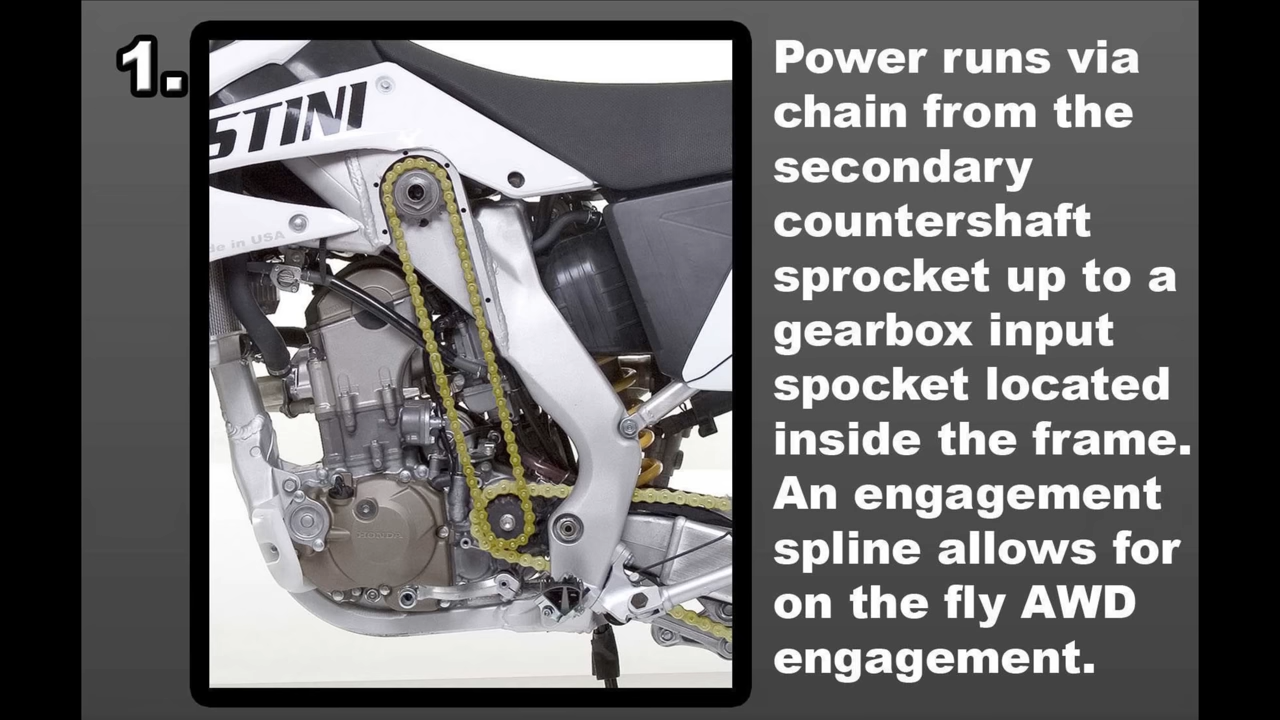 1.
STINI
de in USA
HONDA
Power runs via
chain from the
secondary
countershaft
sprocket up to a
gearbox input
spocket located
inside the frame.
An engagement
spline allows for
on the fly AWD
engagement.